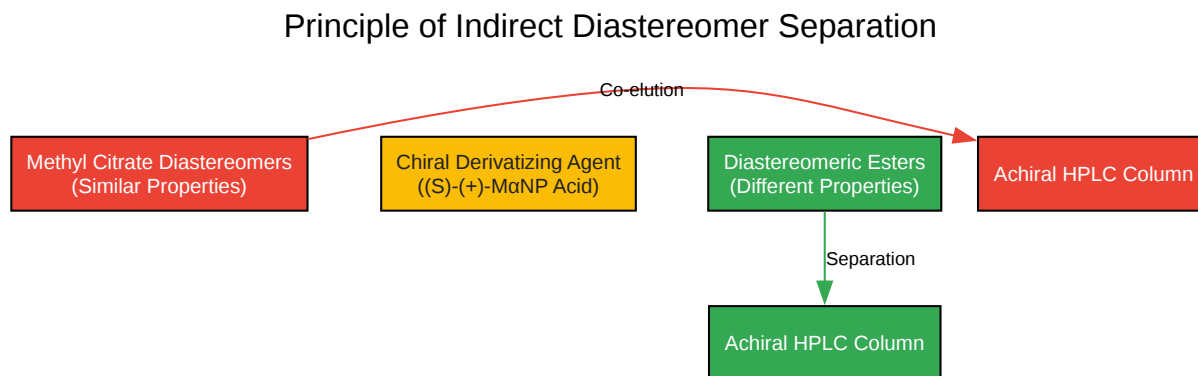 Principle of Indirect Diastereomer Separation
Co-elution
Methyl Citrate Diastereomers
(Similar Properties)
Chiral Derivatizing Agent
((S)-(+)-MαNP Acid)
Diastereomeric Esters
(Different Properties)
Achiral HPLC Column
Separation
Achiral HPLC Column